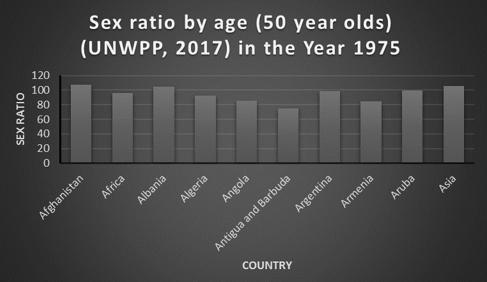 Sex ratio by age (50 year olds)
(UNWPP, 2017) in the Year 1975
SEX RATIO
120
100
80
60
40
20
0
Afghanistan
Africa
Albania
Algeria
Angola
Antigua and Barbuda
Argentina
Armenia
Aruba
Asia
COUNTRY